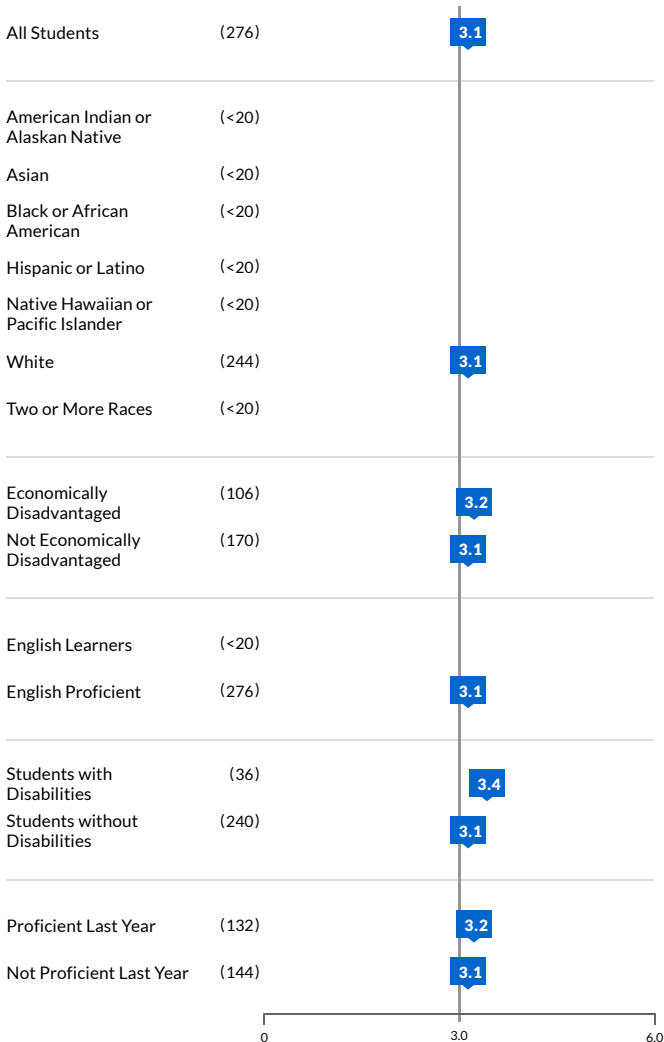 All Students (276) 3.1
American Indian or (<20)
Alaskan Native
Asian (<20)
Black or African (<20)
American
Hispanic or Latino (<20)
Native Hawaiian or (<20)
Pacific Islander
White (244) 3.1
Two or More Races (<20)
Economically (106) 3.2
Disadvantaged
Not Economically (170) 3.1
Disadvantaged
English Learners (<20)
English Proficient (276) 3.1
Students with (36) 3.4
Disabilities
Students without (240) 3.1
Disabilities
Proficient Last Year (132) 3.2
Not Proficient Last Year (144) 3.1
0 3.0 6.0